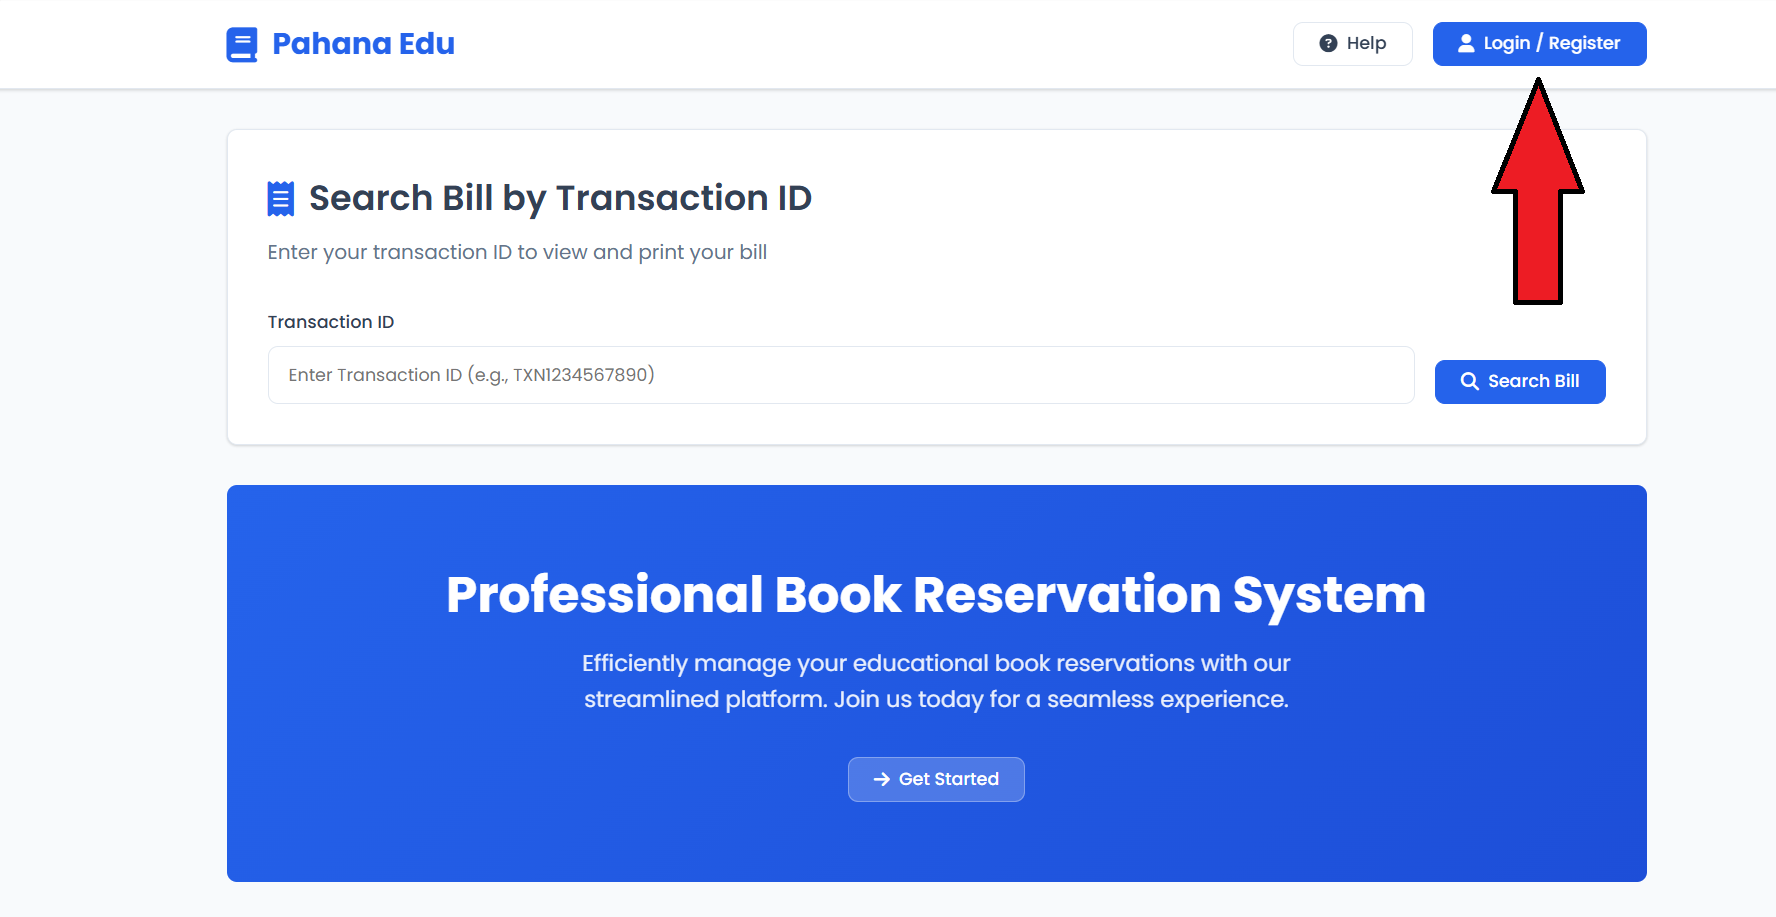 Pahana Edu
Help
Login / Register
Search Bill by Transaction ID
Enter your transaction ID to view and print your bill
Transaction ID
Enter Transaction ID (e.g., TXN1234567890)
Search Bill
Professional Book Reservation System
Efficiently manage your educational book reservations with our
streamlined platform. Join us today for a seamless experience.
Get Started